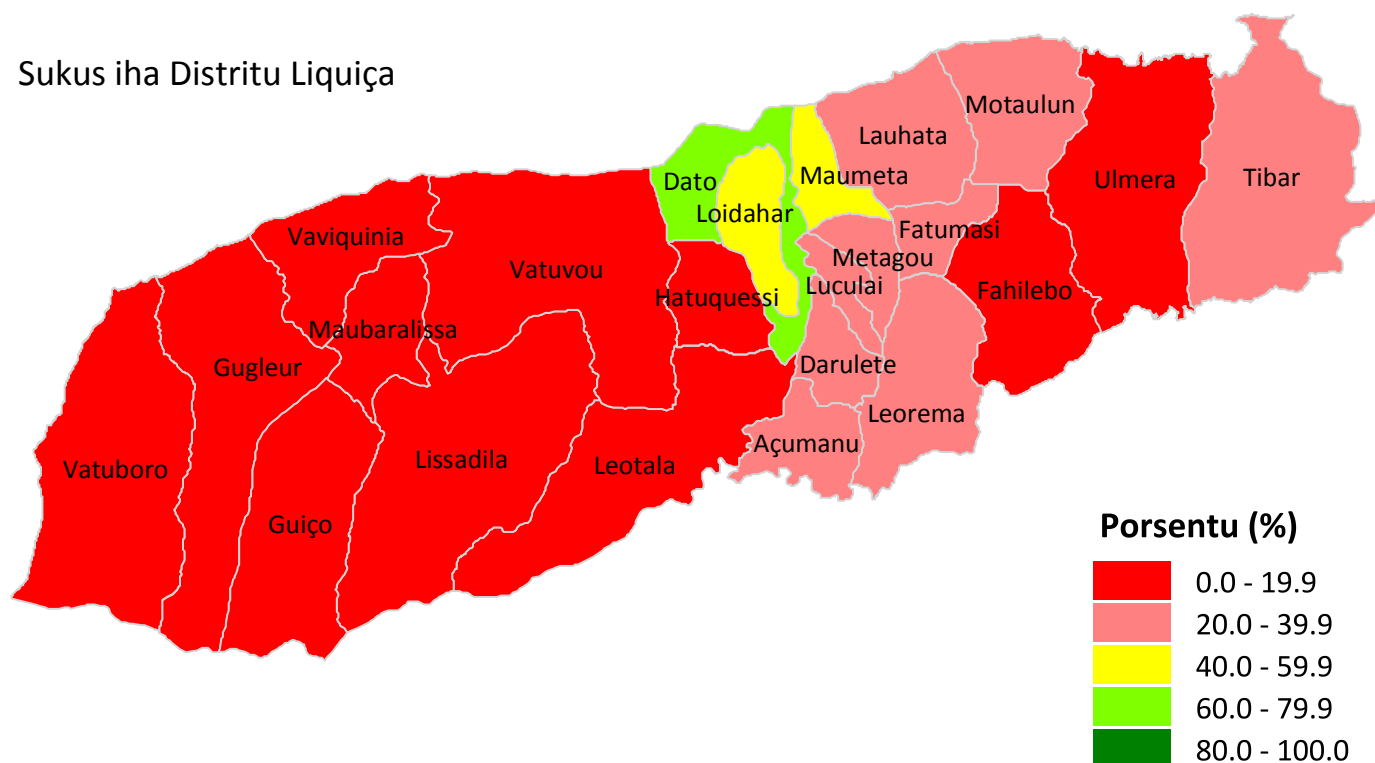 Sukus iha Distritu Liquiça
Motaulun
Lauhata
Maumeta
Ulmera
Tibar
Dato
Loidahar
Fatumasi
Vaviquinia
Metagou
Vatuvou
Luculai
Hatuquessi
Fahilebo
Maubaralissa
Gugleur
Darulete
Leorema
Açumanu
Vatuboro
Lissadila
Leotala
Guiço
Porsentu (%)
0.0 - 19.9
20.0 - 39.9
40.0 - 59.9
60.0 - 79.9
80.0 - 100.0